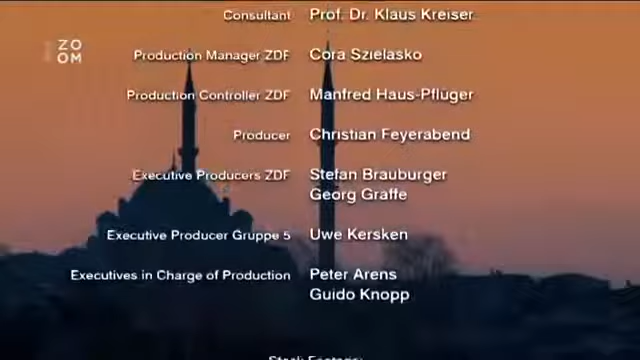 Consultant Prof. Dr. Klaus Kreiser
ZO
OM
Production Manager ZDF Cora Szielasko
Production Controller ZDF Manfred Haus-Pflüger
Producer Christian Feyerabend
Executive Producers ZDF Stefan Brauburger
Georg Graffe
Executive Producer Gruppe 5 Uwe Kersken
Executives in Charge of Production Peter Arens
Guido Knopp